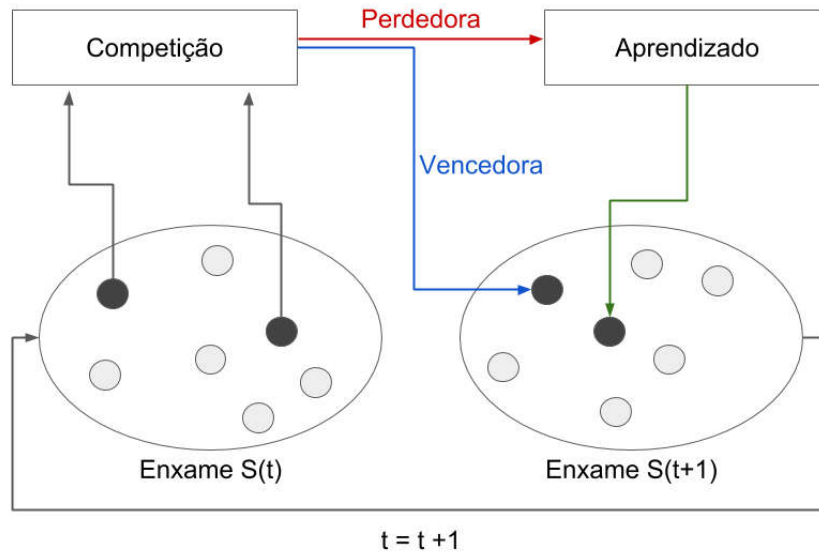 Perdedora
Competição
Aprendizado
Vencedora
Enxame S(t)
Enxame S(t+1)
t = t +1